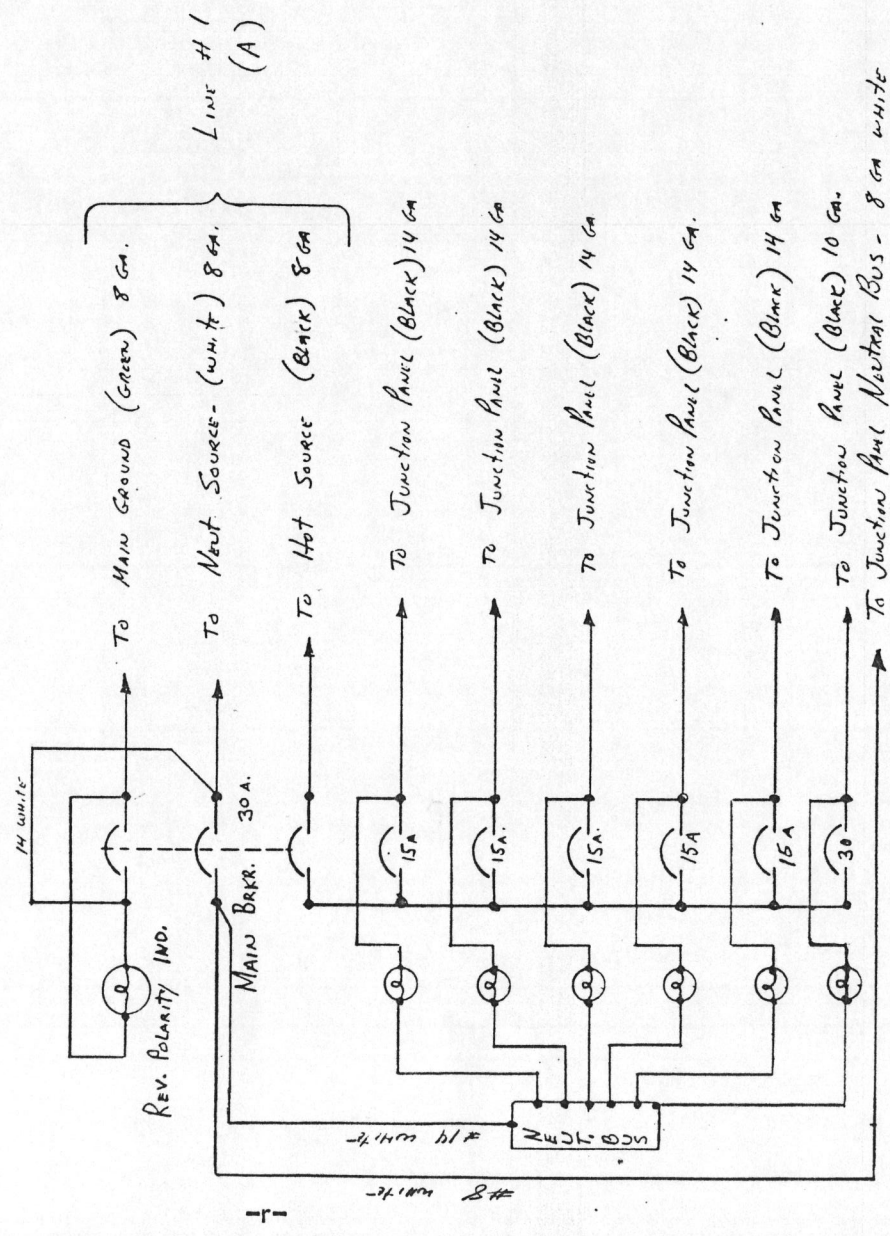 LINE # 1
(A)
TO MAIN GROUND (GREEN) 8 GA.
TO NEUT SOURCE- (WHITE) 8 GA.
TO HOT SOURCE (BLACK) 8 GA
TO JUNCTION PANEL (BLACK) 14 GA
TO JUNCTION PANEL (BLACK) 14 GA
TO JUNCTION PANEL (BLACK) 14 GA
TO JUNCTION PANEL (BLACK) 14 GA.
TO JUNCTION PANEL (BLACK) 14 GA
TO JUNCTION PANEL (BLACK) 10 GA.
TO JUNCTION PANEL NEUTRAL BUS- 8 GA WHITE
14 WHITE
REV. POLARITY IND.
MAIN BRKR.
30 A.
15A
15A.
15A.
15A
15A
30
NEUT. BUS
#14 WHITE
#8 WHITE
-r-